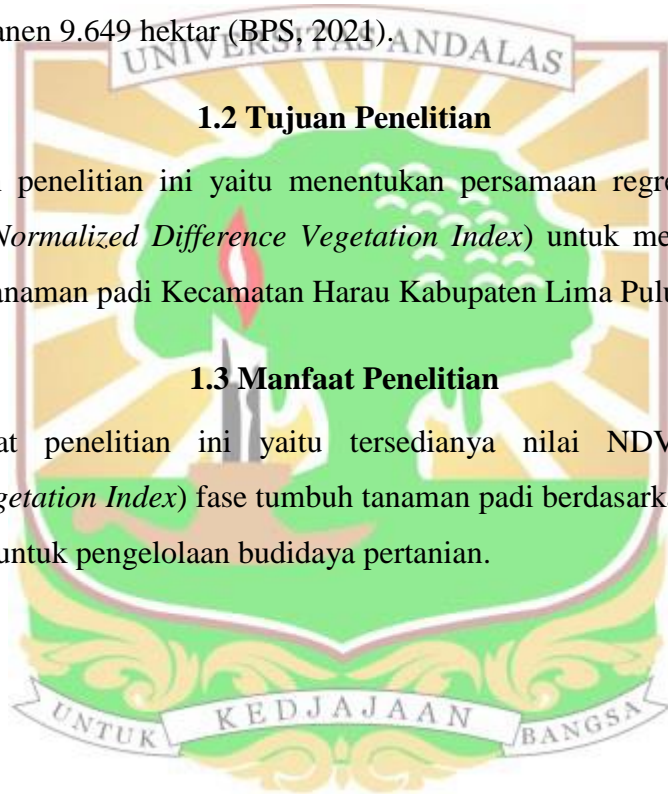 anen 9.649 hektar (BPS, 2021).
UNIVERSITAS ANDALAS
1.2 Tujuan Penelitian
penelitian ini yaitu menentukan persamaan regre
Normalized Difference Vegetation Index) untuk me
anaman padi Kecamatan Harau Kabupaten Lima Pulu
1.3 Manfaat Penelitian
at penelitian ini yaitu tersedianya nilai NDV
getation Index) fase tumbuh tanaman padi berdasarka
untuk pengelolaan budidaya pertanian.
UNTUK KEDJAJAAN BANGSA